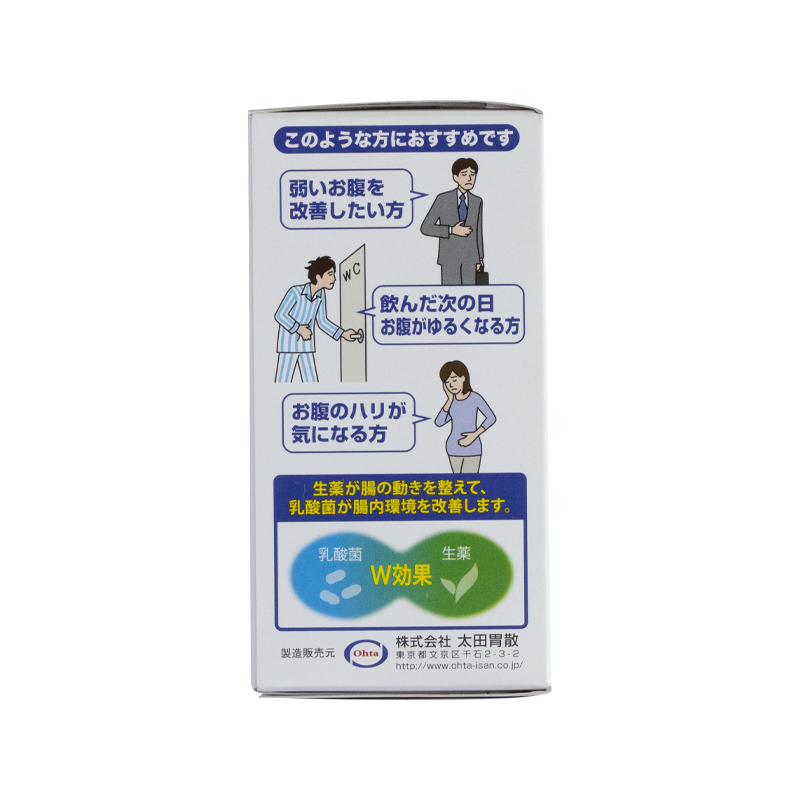 このような方におすすめです
弱いお腹を
改善したい方
WC
飲んだ次の日
お腹がゆるくなる方
お腹のハリが
気になる方
生薬が腸の動きを整えて、
乳酸菌が腸内環境を改善します。
乳酸菌
生薬
W効果
製造販売元
Ohta
株式会社 太田胃散
東京都文京区千石2-3-2
http://www.ohta-isan.co.jp/